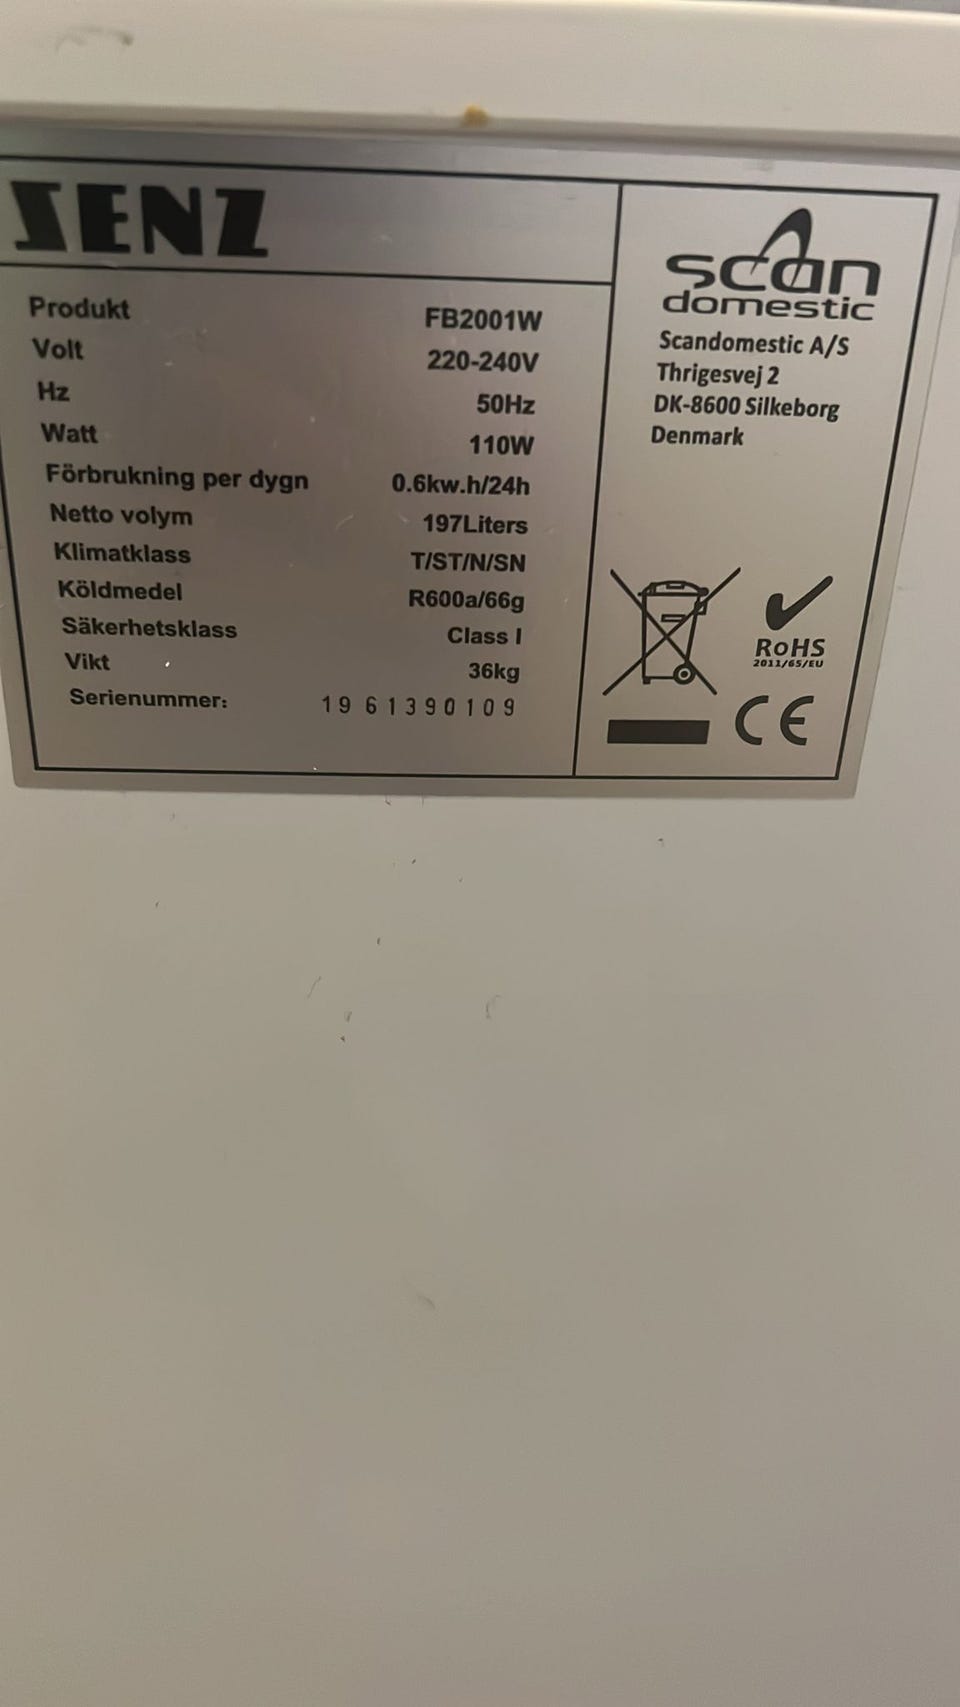 SENZ
Produkt FB2001W
Volt 220-240V
Hz 50Hz
Watt 110W
Förbrukning per dygn 0.6kw.h/24h
Netto volym 197Liters
Klimatklass T/ST/N/SN
Köldmedel R600a/66g
Säkerhetsklass Class I
Vikt 36kg
Serienummer: 1961390109
scan
domestic
Scandomestic A/S
Thrigesvej 2
DK-8600 Silkeborg
Denmark
RoHS
2011/65/EU
CE